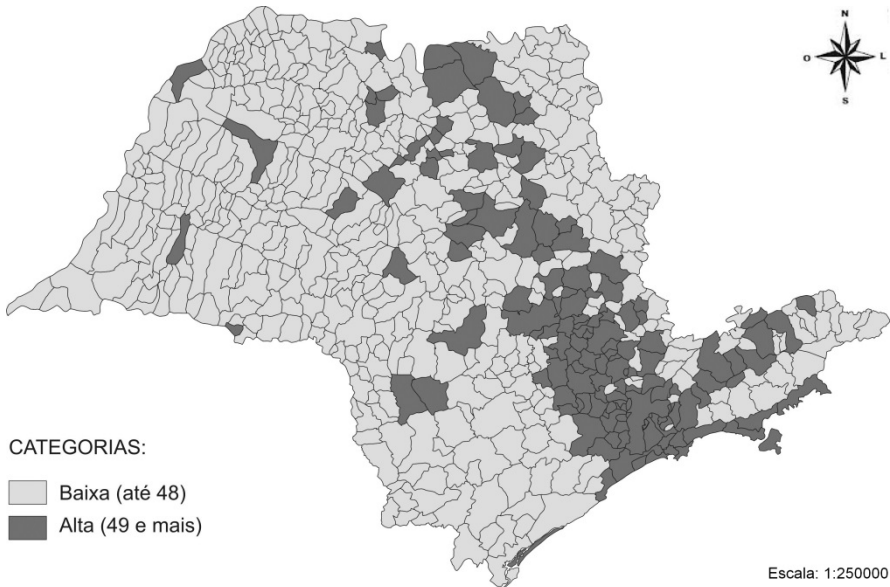 N
O
L
S
CATEGORIAS:
Baixa (até 48)
Alta (49 e mais)
Escala: 1:250000